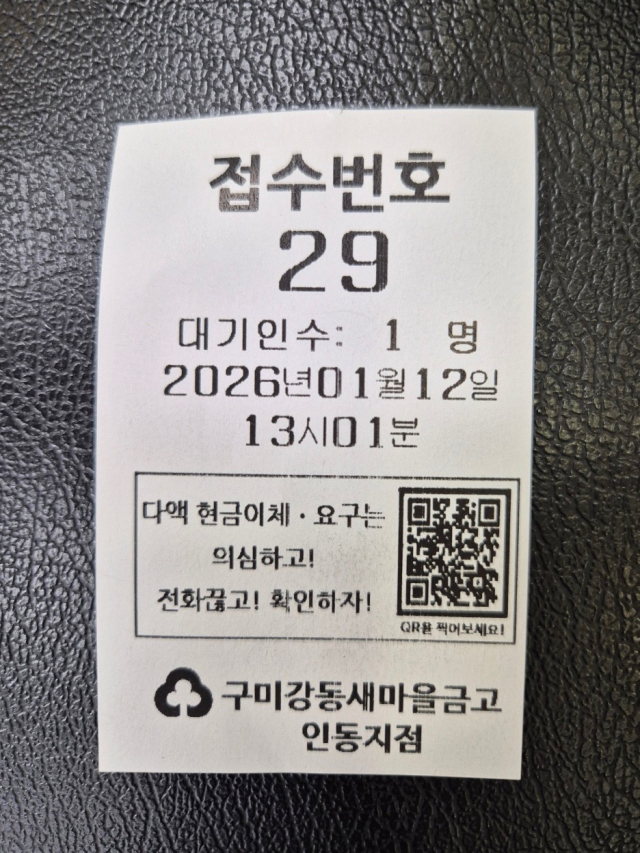 접수번호
29
대기인수: 1 명
2026년01월12일
13시01분
다액 현금이체 · 요구는
의심하고!
전화끊고! 확인하자!
QR을 찍어보세요!
구미강동새마을금고
인동지점